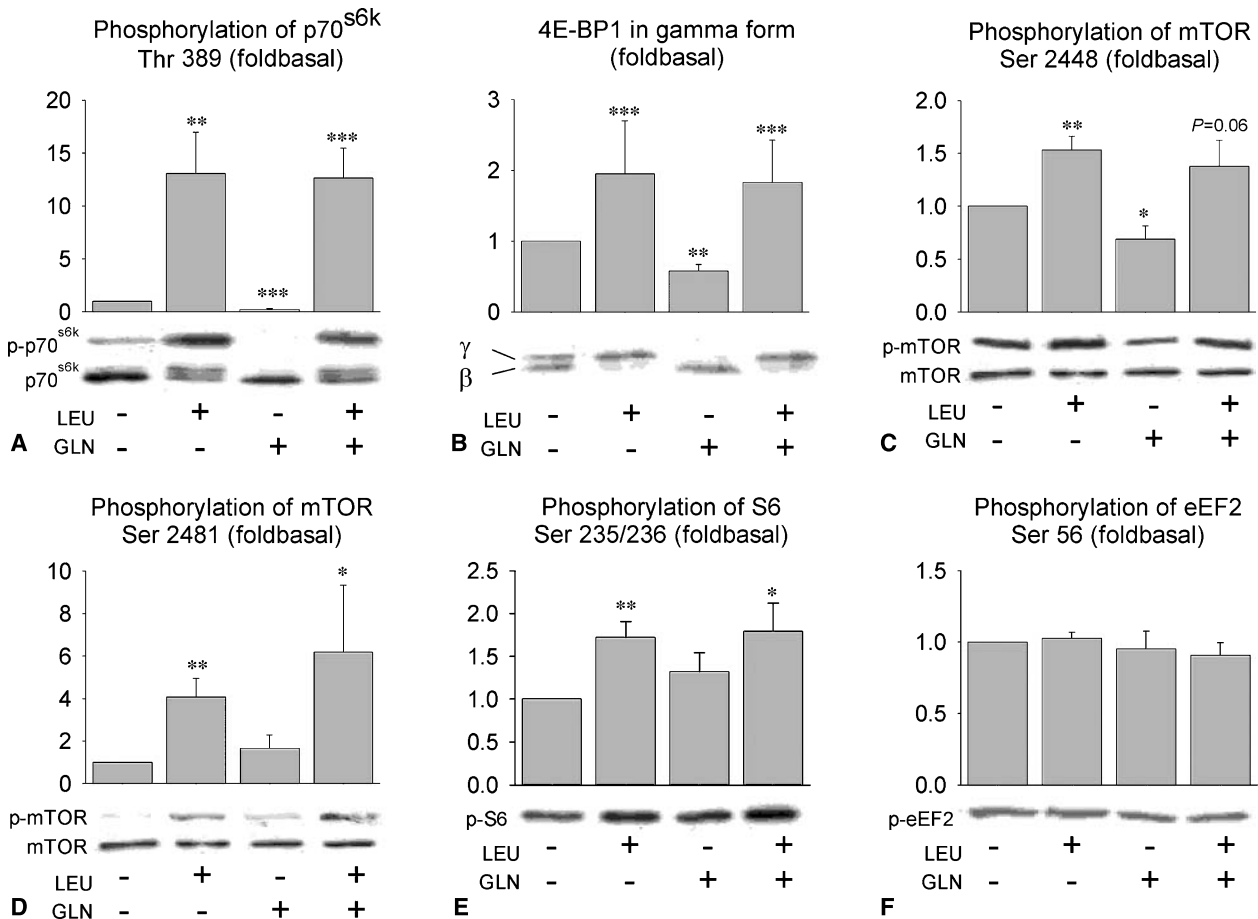 Phosphorylation of p70s6k
Thr 389 (foldbasal)
20
15
10
5
0
** *** ***
p-p70s6k
p70s6k
LEU - + - +
GLN - - + +
A
4E-BP1 in gamma form
(foldbasal)
3
2
1
0
*** ** ***
γ
β
LEU - + - +
GLN - - + +
B
Phosphorylation of mTOR
Ser 2448 (foldbasal)
2.0
1.5
1.0
0.5
0.0
** * P=0.06
p-mTOR
mTOR
LEU - + - +
GLN - - + +
C
Phosphorylation of mTOR
Ser 2481 (foldbasal)
10
8
6
4
2
0
** *
p-mTOR
mTOR
LEU - + - +
GLN - - + +
D
Phosphorylation of S6
Ser 235/236 (foldbasal)
2.5
2.0
1.5
1.0
0.5
0.0
** *
p-S6
LEU - + - +
GLN - - + +
E
Phosphorylation of eEF2
Ser 56 (foldbasal)
1.5
1.0
0.5
0.0
p-eEF2
LEU - + - +
GLN - - + +
F